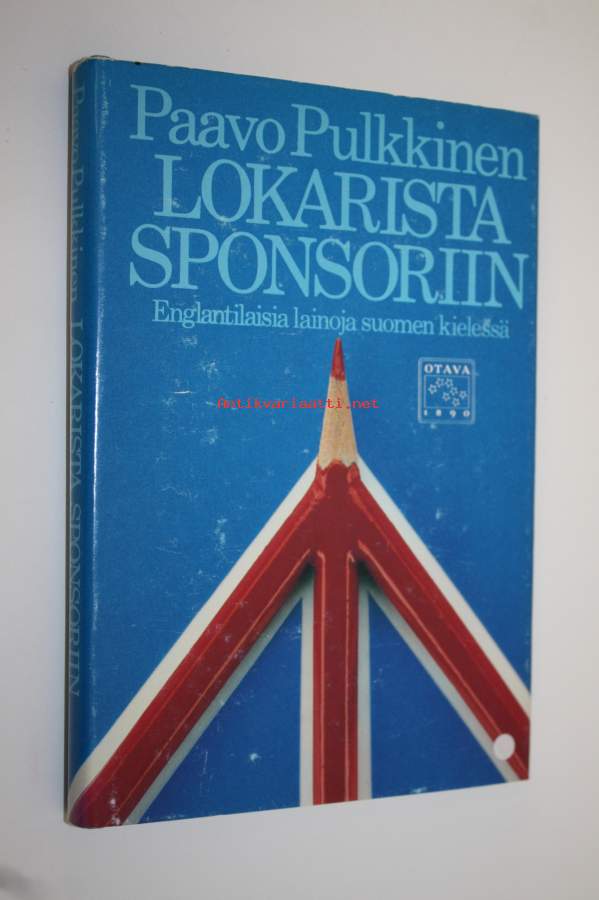 Paavo Pulkkinen
LOKARISTA
SPONSORIIN
Englantilaisia lainoja suomen kielessä
OTAVA
1890
Antikvariaatti.net
Paavo Pulkkinen LOKARISTA SPONSORIIN